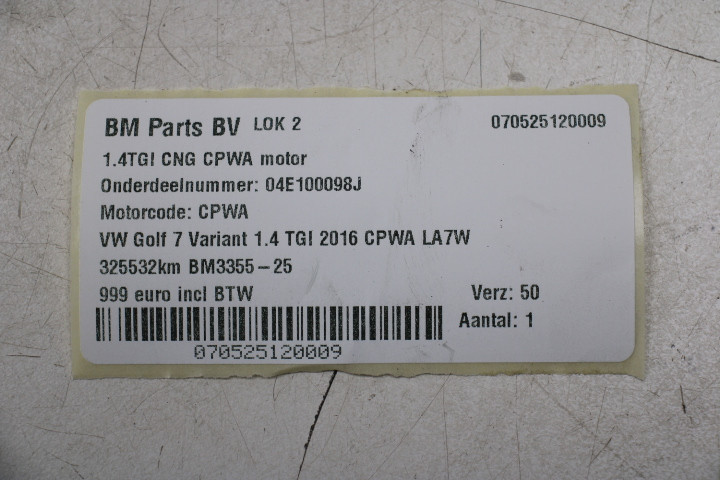 BM Parts BV LOK 2 070525120009
1.4TGI CNG CPWA motor
Onderdeelnummer: 04E100098J
Motorcode: CPWA
VW Golf 7 Variant 1.4 TGI 2016 CPWA LA7W
325532km BM3355-25
999 euro incl BTW Verz: 50
Aantal: 1
070525120009